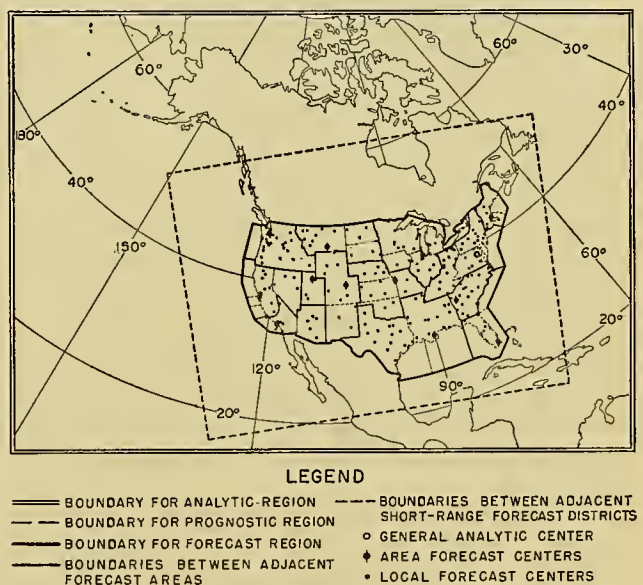 60°
60°
30°
180°
40°
40°
150°
60°
20°
120°
90°
20°
LEGEND
BOUNDARY FOR ANALYTIC-REGION
BOUNDARY FOR PROGNOSTIC REGION
BOUNDARY FOR FORECAST REGION
BOUNDARIES BETWEEN ADJACENT
FORECAST AREAS
BOUNDARIES BETWEEN ADJACENT
SHORT-RANGE FORECAST DISTRICTS
GENERAL ANALYTIC CENTER
AREA FORECAST CENTERS
LOCAL FORECAST CENTERS